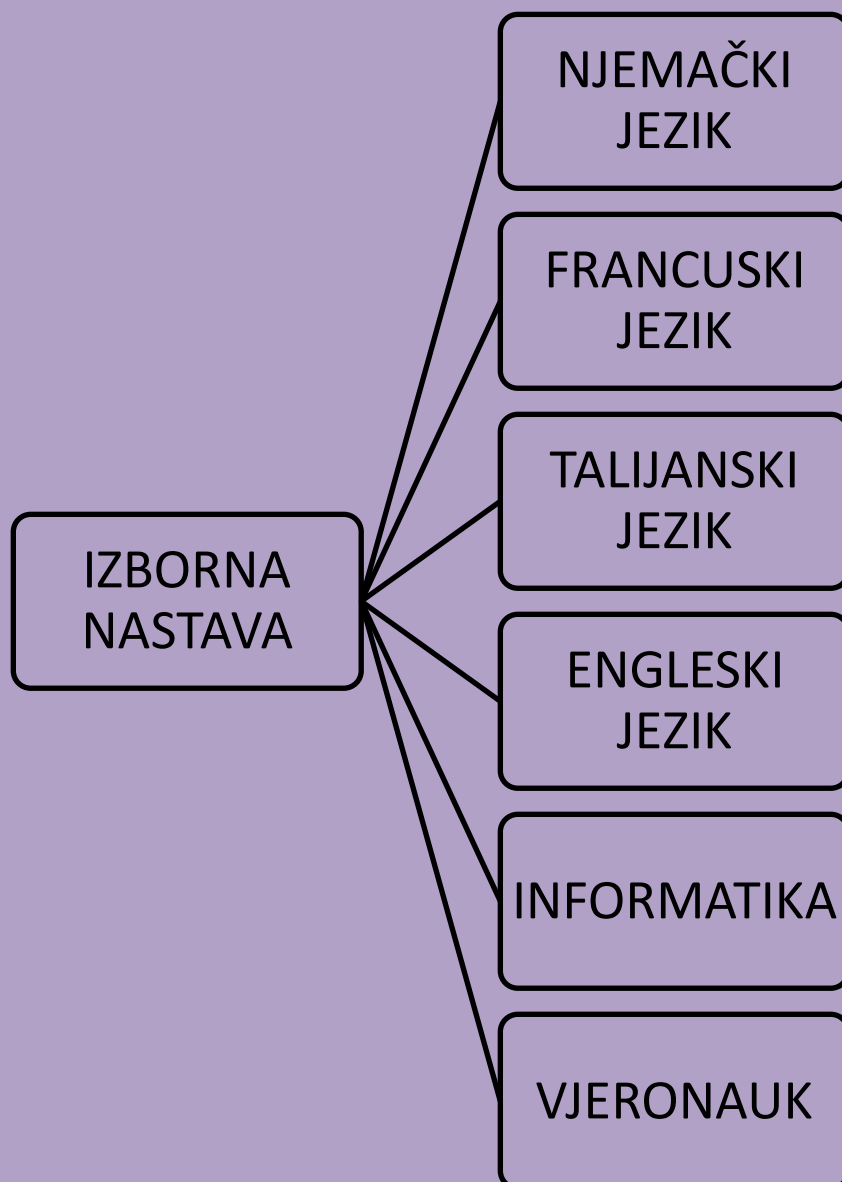 NJEMAČKI
JEZIK
FRANCUSKI
JEZIK
TALIJANSKI
JEZIK
IZBORNA
NASTAVA
ENGLESKI
JEZIK
INFORMATIKA
VJERONAUK